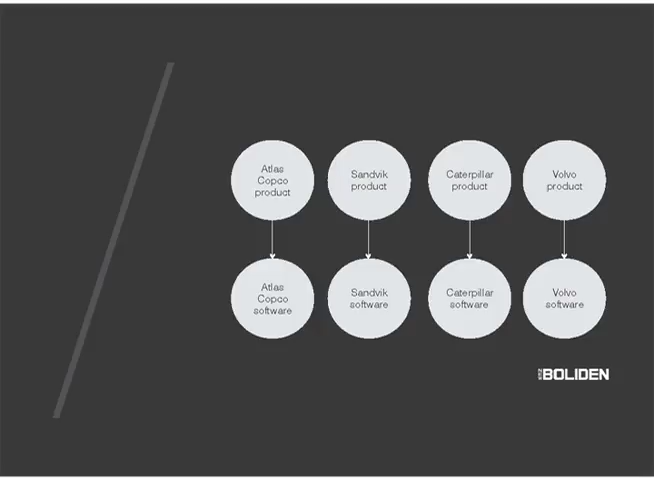 Atlas
Copco
product
Sandvik
product
Caterpillar
product
Volvo
product
Atlas
Copco
software
Sandvik
software
Caterpillar
software
Volvo
software
BOLIDEN